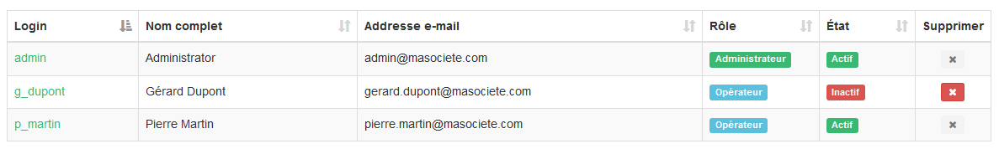 Login Nom complet Addresse e-mail Rôle État Supprimer
admin Administrator admin@masociete.com Administrateur Actif
g_dupont Gérard Dupont gerard.dupont@masociete.com Opérateur Inactif
p_martin Pierre Martin pierre.martin@masociete.com Opérateur Actif